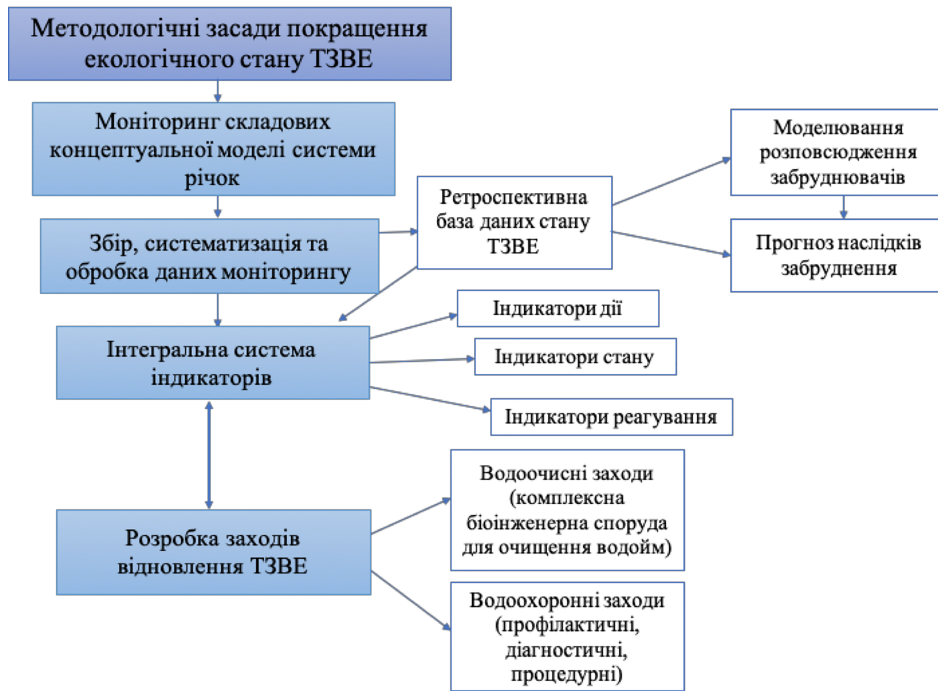 Методологічні засади покращення
екологічного стану ТЗВЕ
Моніторинг складових
концептуальної моделі системи
річок
Збір, систематизація та
обробка даних моніторингу
Ретроспективна
база даних стану
ТЗВЕ
Моделювання
розповсюдження
забруднювачів
Прогноз наслідків
забруднення
Інтегральна система
індикаторів
Індикатори дії
Індикатори стану
Індикатори реагування
Розробка заходів
відновлення ТЗВЕ
Водоочисні заходи
(комплексна
біоінженерна споруда
для очищення водойм)
Водоохоронні заходи
(профілактичні,
діагностичні,
процедурні)